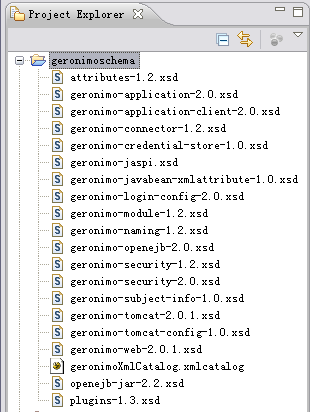 Project Explorer
geronimoschema
attributes-1.2.xsd
geronimo-application-2.0.xsd
geronimo-application-client-2.0.xsd
geronimo-connector-1.2.xsd
geronimo-credential-store-1.0.xsd
geronimo-jaspi.xsd
geronimo-javabean-xmlattribute-1.0.xsd
geronimo-login-config-2.0.xsd
geronimo-module-1.2.xsd
geronimo-naming-1.2.xsd
geronimo-openejb-2.0.xsd
geronimo-security-1.2.xsd
geronimo-security-2.0.xsd
geronimo-subject-info-1.0.xsd
geronimo-tomcat-2.0.1.xsd
geronimo-tomcat-config-1.0.xsd
geronimo-web-2.0.1.xsd
geronimoXmlCatalog.xmlcatalog
openejb-jar-2.2.xsd
plugins-1.3.xsd